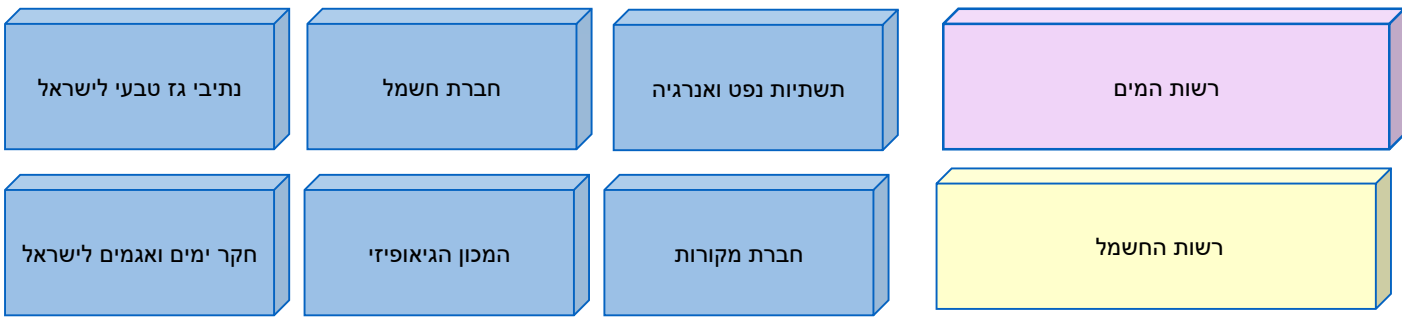 רשות המים
תשתיות נפט ואנרגיה
חברת חשמל
נתיבי גז טבעי לישראל
רשות החשמל
חברת מקורות
המכון הגיאופיזי
חקר ימים ואגמים לישראל